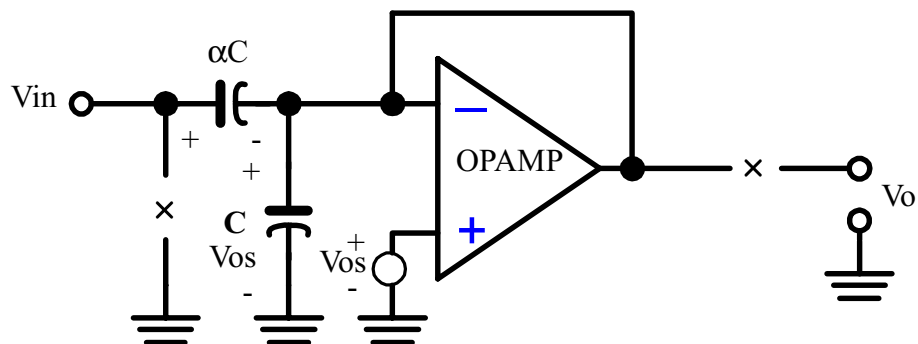 αC
Vin
+ -
+
C
Vos
-
+
Vos
-
−
OPAMP
+
×
×
Vo